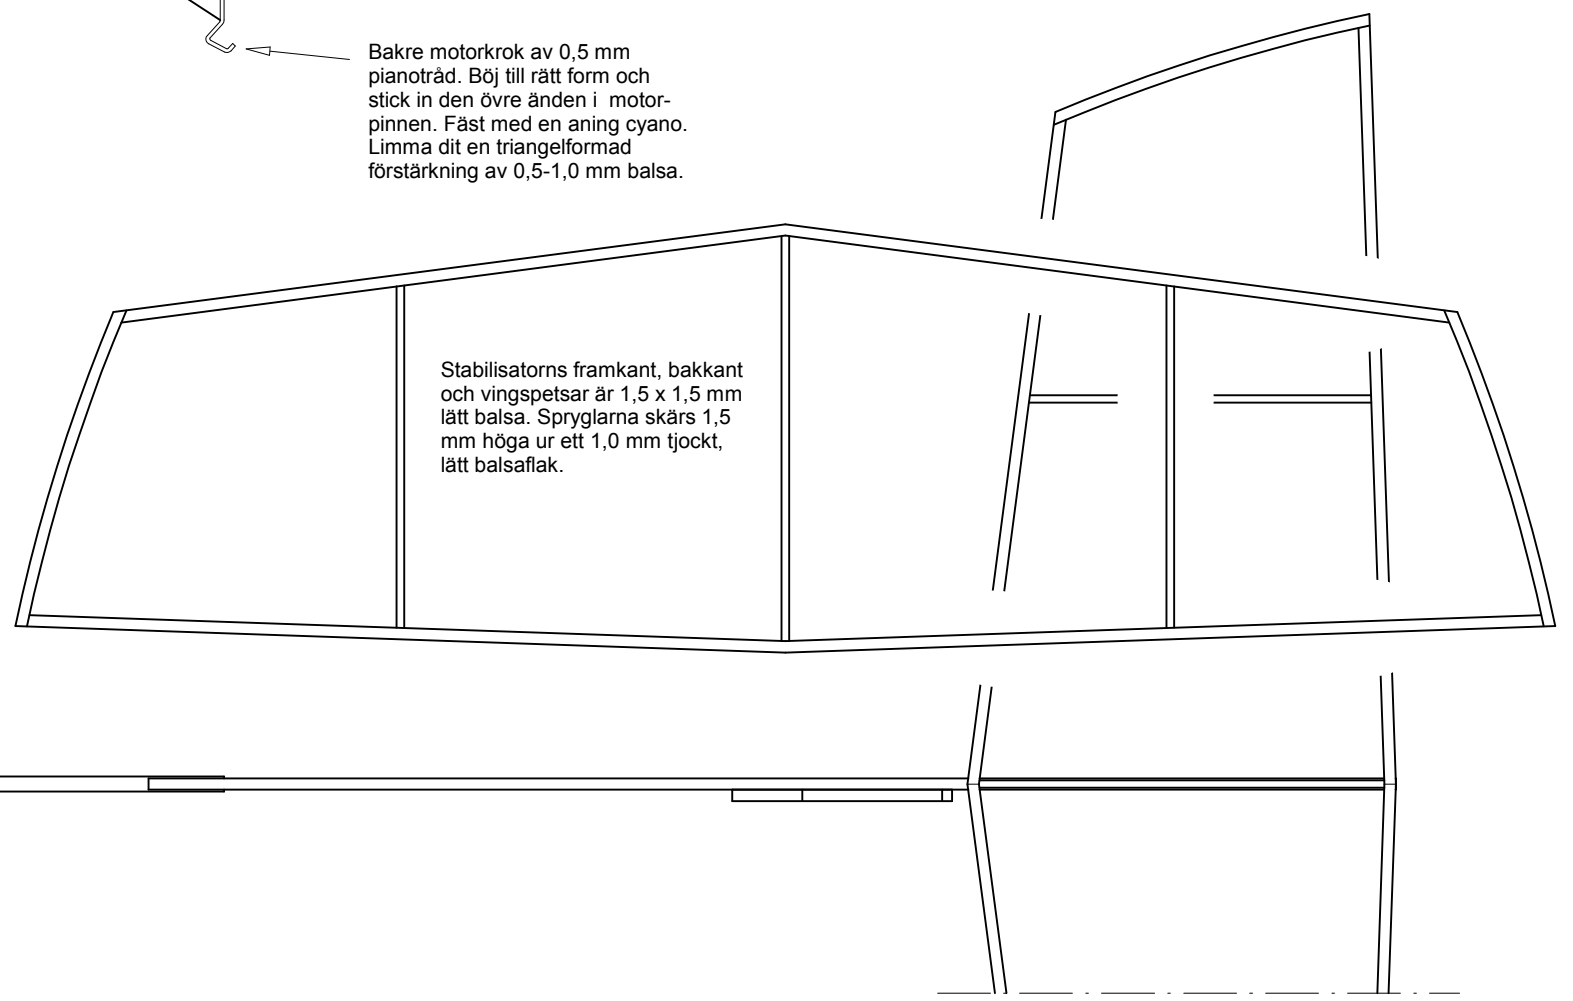 Bakre motorkrok av 0,5 mm
pianotråd. Böj till rätt form och
stick in den övre änden i  motor-
pinnen. Fäst med en aning cyano.
Limma dit en triangelformad
förstärkning av 0,5-1,0 mm balsa.
Stabilisatorns framkant, bakkant
och vingspetsar är 1,5 x 1,5 mm
lätt balsa. Spryglarna skärs 1,5
mm höga ur ett 1,0 mm tjockt,
lätt balsaflak.